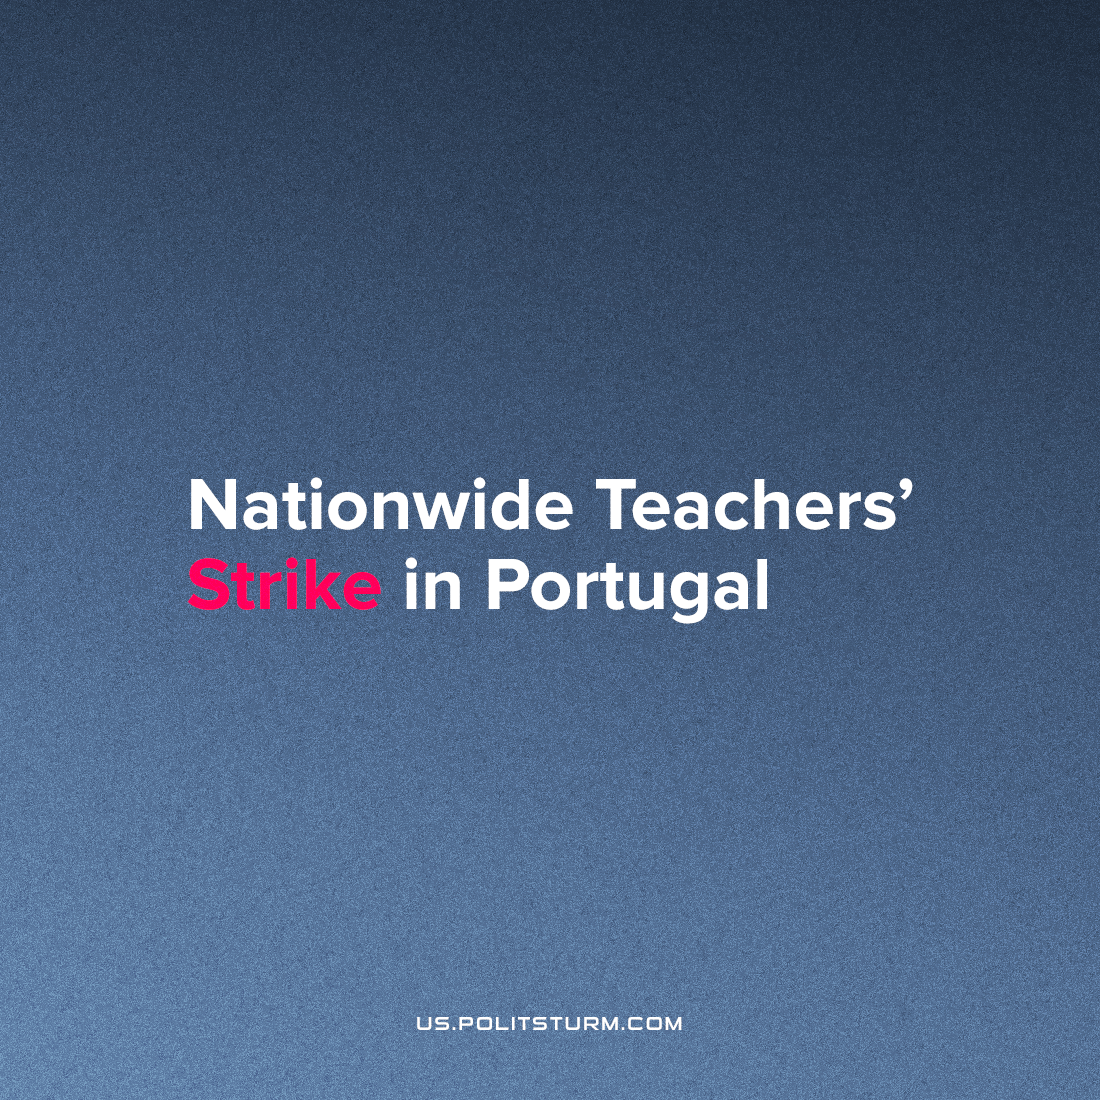 Nationwide Teachers’
Strike in Portugal
US.POLITSTURM.COM